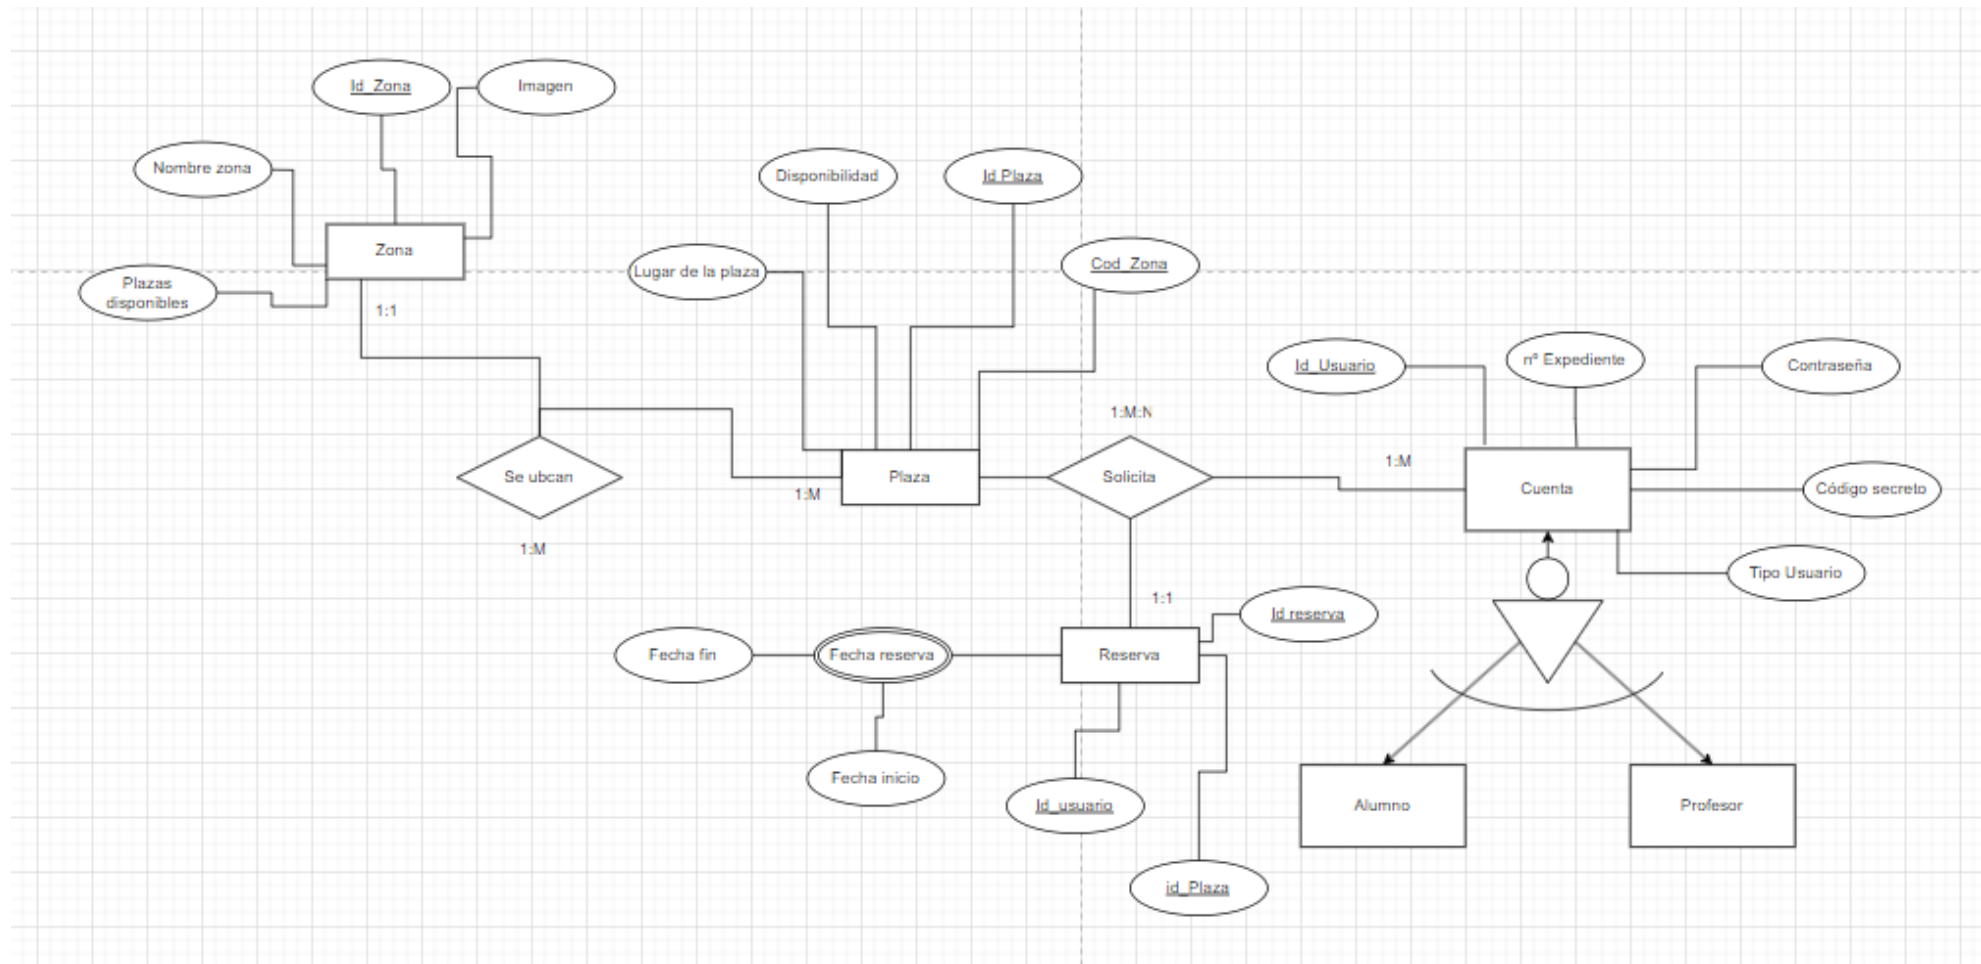 Id_Zona
Imagen
Nombre zona
Disponibilidad
Id Plaza
Zona
Lugar de la plaza
Cod_Zona
Plazas
disponibles
1:1
Id_Usuario
nº Expediente
Contraseña
1:M:N
1:M
Se ubcan
Plaza
Solicita
Cuenta
Código secreto
1:M
1:M
Tipo Usuario
1:1
Id reserva
Fecha fin
Fecha reserva
Reserva
Fecha inicio
Id_usuario
Alumno
Profesor
id_Plaza